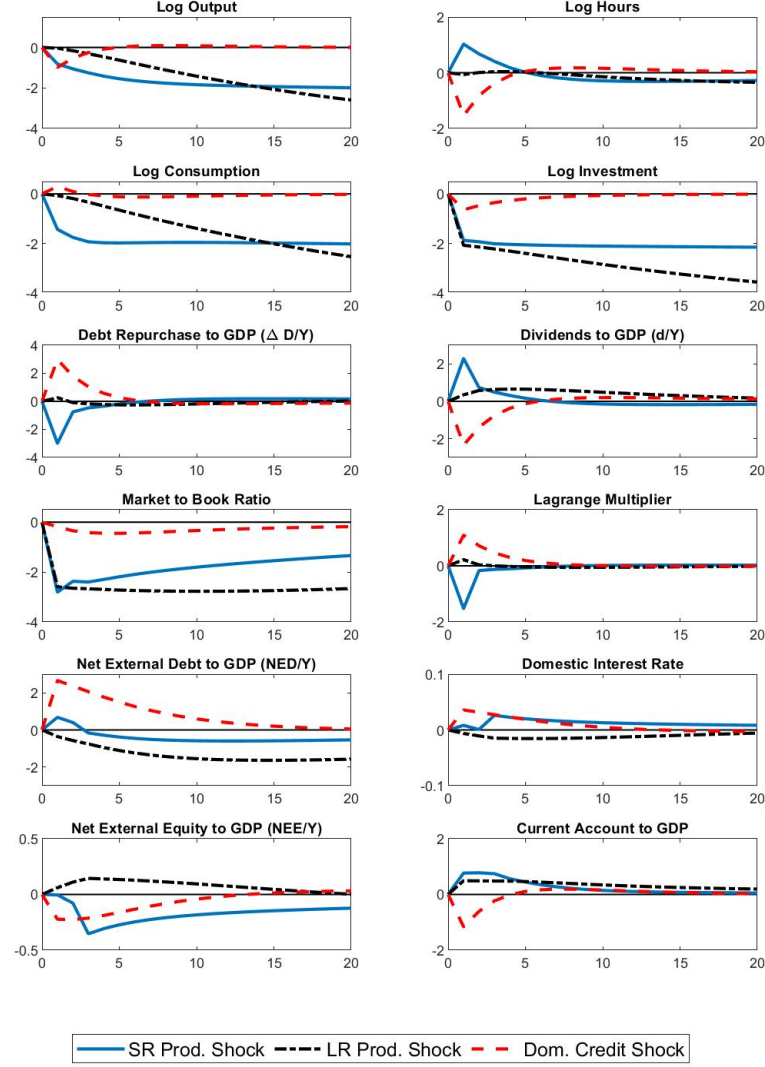 Log Output
0
-2
-4
0 5 10 15 20
Log Hours
2
0
2
0 5 10 15 20
Log Consumption
0
-2
-4
0 5 10 15 20
Log Investment
0
-2
-4
0 5 10 15 20
Debt Repurchase to GDP (Δ D/Y)
4
2
0
-2
-4
0 5 10 15 20
Dividends to GDP (d/Y)
2
0
-2
0 5 10 15 20
Market to Book Ratio
0
-2
-4
0 5 10 15 20
Lagrange Multiplier
2
0
-2
0 5 10 15 20
Net External Debt to GDP (NED/Y)
2
0
-2
0 5 10 15 20
Domestic Interest Rate
0.1
0
-0.1
0 5 10 15 20
Net External Equity to GDP (NEE/Y)
0.5
0
-0.5
0 5 10 15 20
Current Account to GDP
2
0
-2
0 5 10 15 20
SR Prod. Shock LR Prod. Shock Dom. Credit Shock